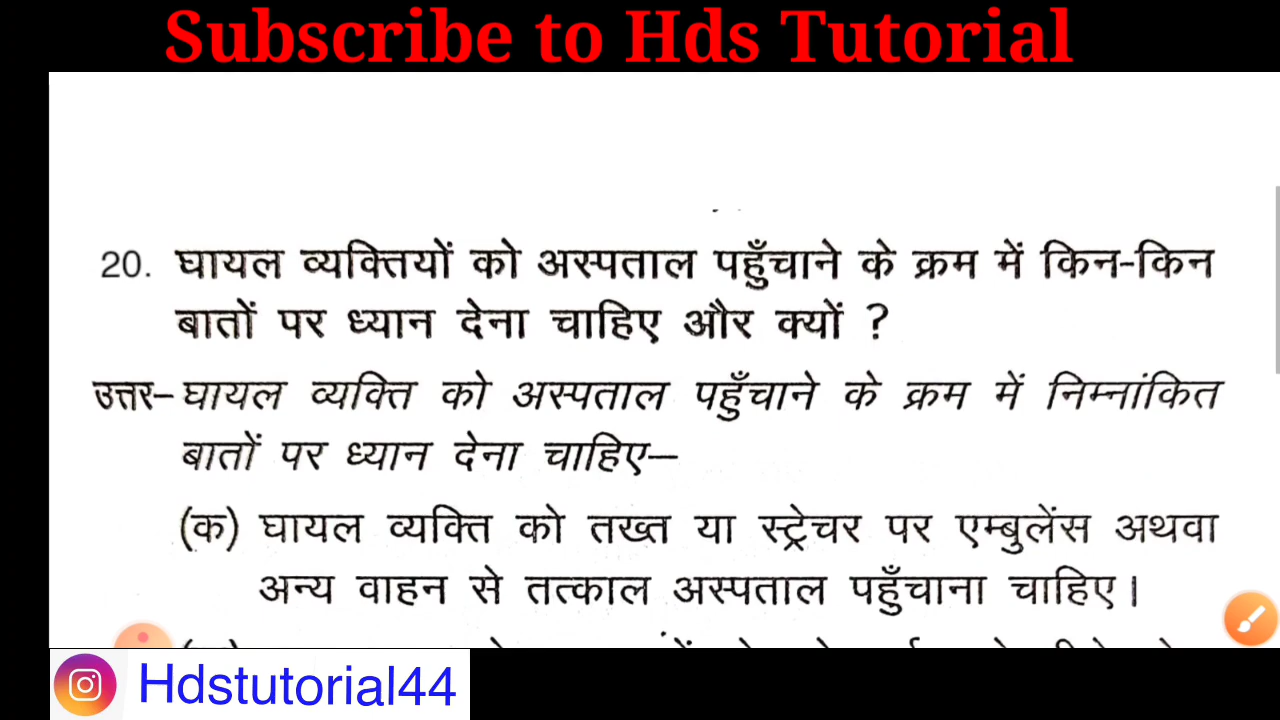 Subscribe to Hds Tutorial
20. घायल व्यक्तियों को अस्पताल पहुँचाने के क्रम में किन-किन
बातों पर ध्यान देना चाहिए और क्यों ?
उत्तर– घायल व्यक्ति को अस्पताल पहुँचाने के क्रम में निम्नांकित
बातों पर ध्यान देना चाहिए–
(क) घायल व्यक्ति को तख्त या स्ट्रेचर पर एम्बुलेंस अथवा
अन्य वाहन से तत्काल अस्पताल पहुँचाना चाहिए।
Hdstutorial44